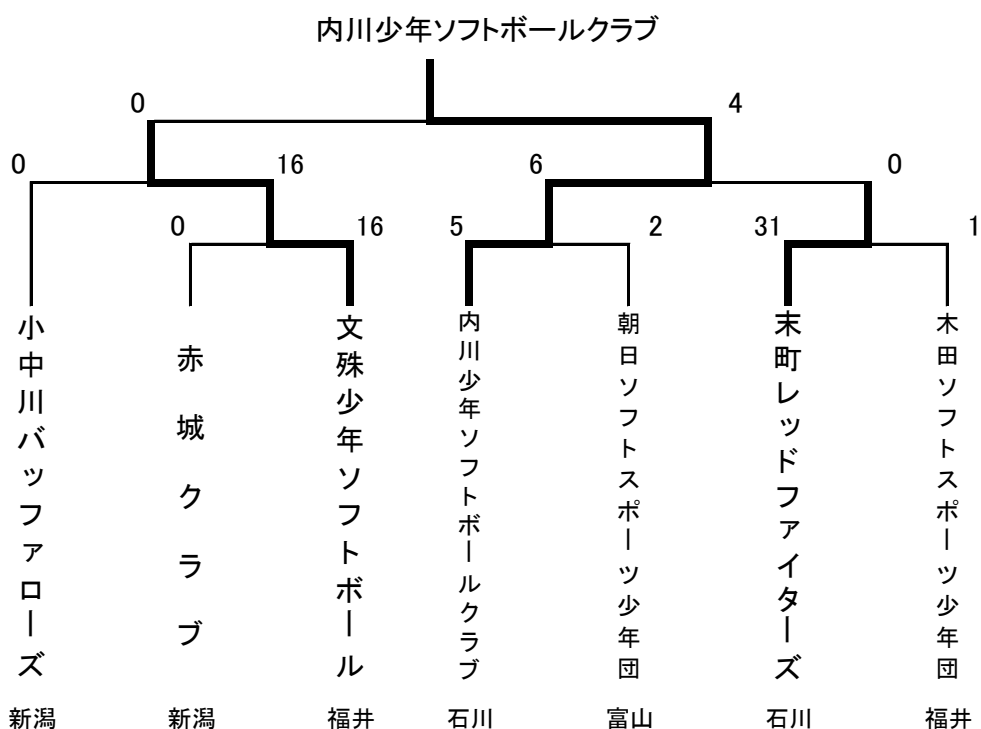 内川少年ソフトボールクラブ
0
4
0
16
6
0
0
16
5
2
31
1
小中川バッファローズ
赤城クラブ
文殊少年ソフトボール
内川少年ソフトボールクラブ
朝日ソフトスポーツ少年団
末町レッドファイターズ
木田ソフトスポーツ少年団
新潟
新潟
福井
石川
富山
石川
福井